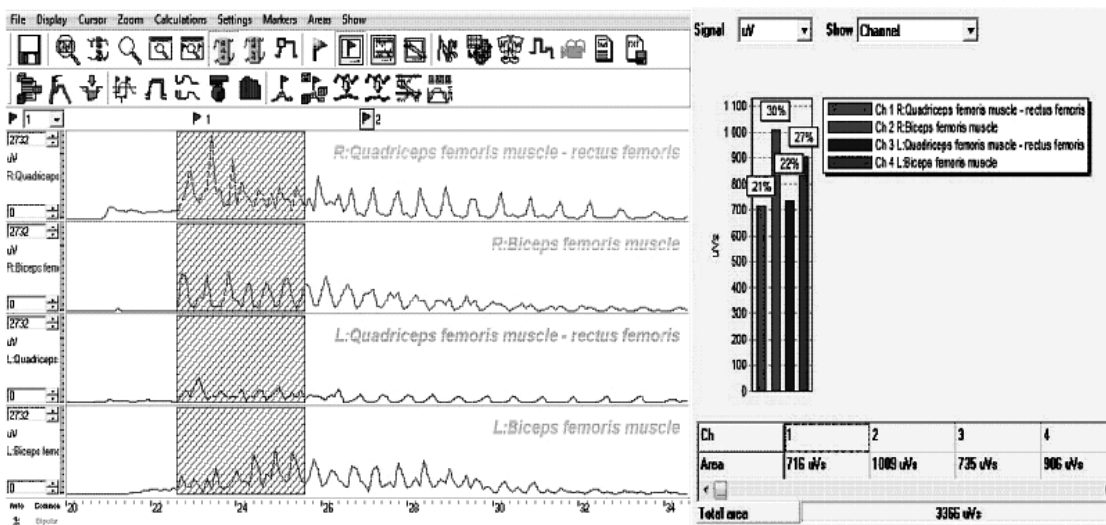 File Display Cursor Zoom Calculations Settings Markers Areas Show
1
1
2
2732
uV
R:Quadriceps
0
R:Quadriceps femoris muscle - rectus femoris
2732
uV
R:Biceps fem
0
R:Biceps femoris muscle
2732
uV
L:Quadriceps
0
L:Quadriceps femoris muscle - rectus femoris
2732
uV
L:Biceps femo
0
L:Biceps femoris muscle
20 22 24 26 28 30 32 34
Signal uV Show Channel
1 100
1 000
900
800
700
600
500
400
300
200
100
0
uVs
21%
30%
22%
27%
Ch 1 R:Quadriceps femoris muscle - rectus femoris
Ch 2 R:Biceps femoris muscle
Ch 3 L:Quadriceps femoris muscle - rectus femoris
Ch 4 L:Biceps femoris muscle
Ch 1 2 3 4
Area 716 uVs 1009 uVs 735 uVs 906 uVs
Total area 3366 uVs